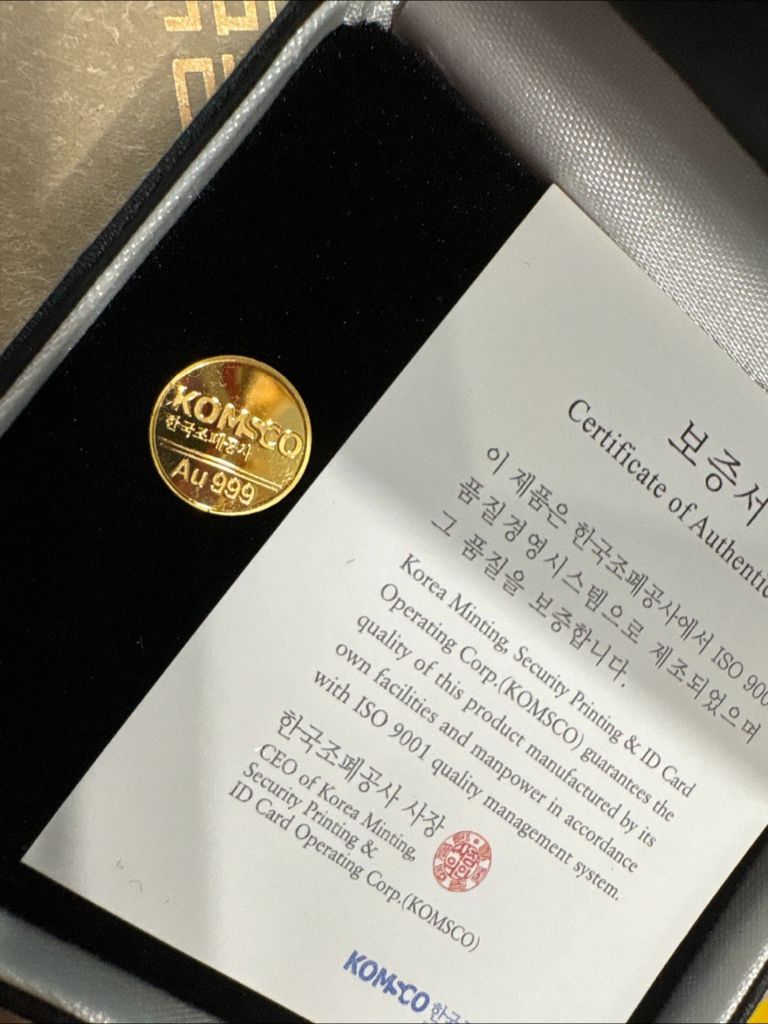 KOMSCO
한국조폐공사
Au 999
보증서
Certificate of
이 제품은 한국조폐공사에서 ISO
품질경영시스템으로 제조되었으며
그 품질을 보증합니다.
Korea Minting, Security Printing & ID Card
Operating Corp.(KOMSCO) guarantees the
quality of this product manufactured by its
own facilities and manpower in accordance
with ISO 9001 quality management system.
한국조폐공사 사장
CEO of Korea Minting,
Security Printing &
ID Card Operating Corp.(KOMSCO)
KOMSCO